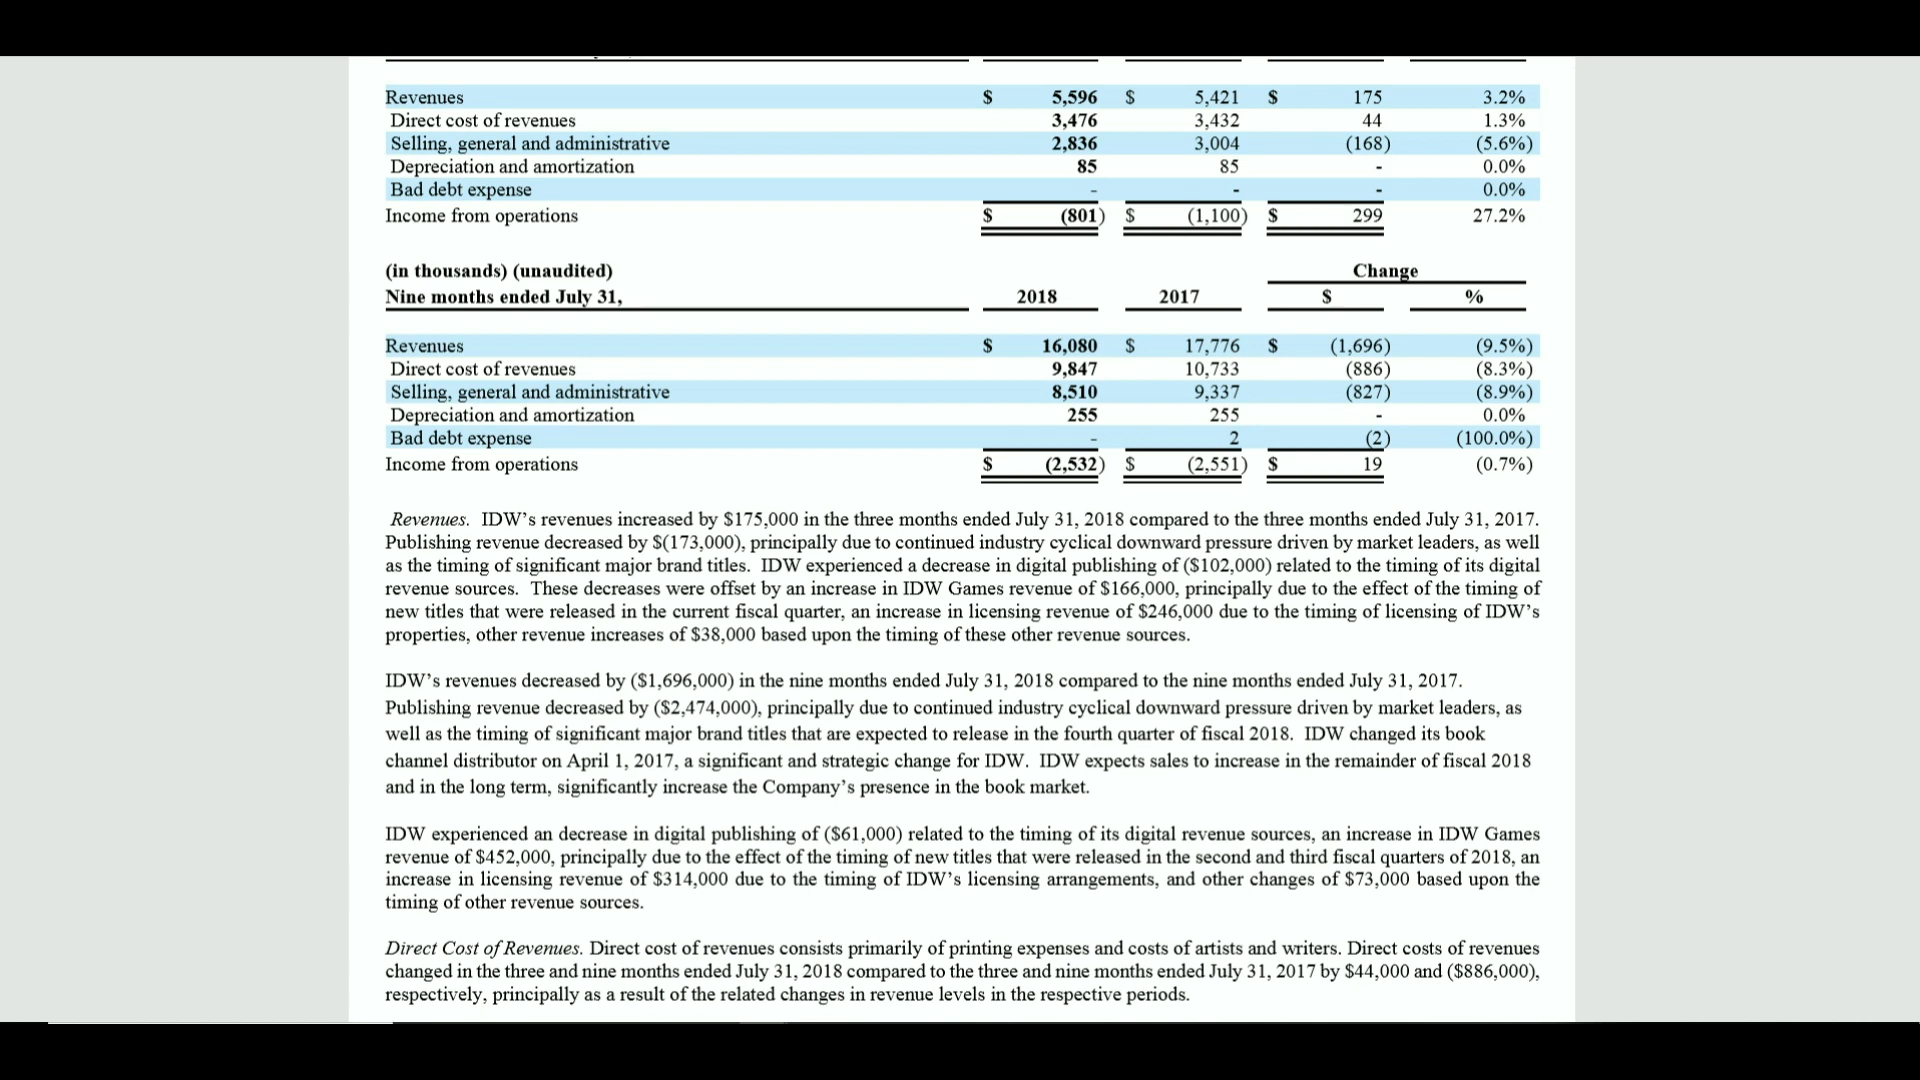 Revenues $ 5,596 $ 5,421 $ 175 3.2%
Direct cost of revenues 3,476 3,432 44 1.3%
Selling, general and administrative 2,836 3,004 (168) (5.6%)
Depreciation and amortization 85 85 - 0.0%
Bad debt expense - - - 0.0%
Income from operations $ (801) $ (1,100) $ 299 27.2%
(in thousands) (unaudited) Change
Nine months ended July 31, 2018 2017 $ %
Revenues $ 16,080 $ 17,776 $ (1,696) (9.5%)
Direct cost of revenues 9,847 10,733 (886) (8.3%)
Selling, general and administrative 8,510 9,337 (827) (8.9%)
Depreciation and amortization 255 255 - 0.0%
Bad debt expense - 2 (2) (100.0%)
Income from operations $ (2,532) $ (2,551) $ 19 (0.7%)
Revenues. IDW's revenues increased by $175,000 in the three months ended July 31, 2018 compared to the three months ended July 31, 2017.
Publishing revenue decreased by $(173,000), principally due to continued industry cyclical downward pressure driven by market leaders, as well
as the timing of significant major brand titles. IDW experienced a decrease in digital publishing of ($102,000) related to the timing of its digital
revenue sources. These decreases were offset by an increase in IDW Games revenue of $166,000, principally due to the effect of the timing of
new titles that were released in the current fiscal quarter, an increase in licensing revenue of $246,000 due to the timing of licensing of IDW's
properties, other revenue increases of $38,000 based upon the timing of these other revenue sources.
IDW's revenues decreased by ($1,696,000) in the nine months ended July 31, 2018 compared to the nine months ended July 31, 2017.
Publishing revenue decreased by ($2,474,000), principally due to continued industry cyclical downward pressure driven by market leaders, as
well as the timing of significant major brand titles that are expected to release in the fourth quarter of fiscal 2018. IDW changed its book
channel distributor on April 1, 2017, a significant and strategic change for IDW. IDW expects sales to increase in the remainder of fiscal 2018
and in the long term, significantly increase the Company's presence in the book market.
IDW experienced an decrease in digital publishing of ($61,000) related to the timing of its digital revenue sources, an increase in IDW Games
revenue of $452,000, principally due to the effect of the timing of new titles that were released in the second and third fiscal quarters of 2018, an
increase in licensing revenue of $314,000 due to the timing of IDW's licensing arrangements, and other changes of $73,000 based upon the
timing of other revenue sources.
Direct Cost of Revenues. Direct cost of revenues consists primarily of printing expenses and costs of artists and writers. Direct costs of revenues
changed in the three and nine months ended July 31, 2018 compared to the three and nine months ended July 31, 2017 by $44,000 and ($886,000),
respectively, principally as a result of the related changes in revenue levels in the respective periods.